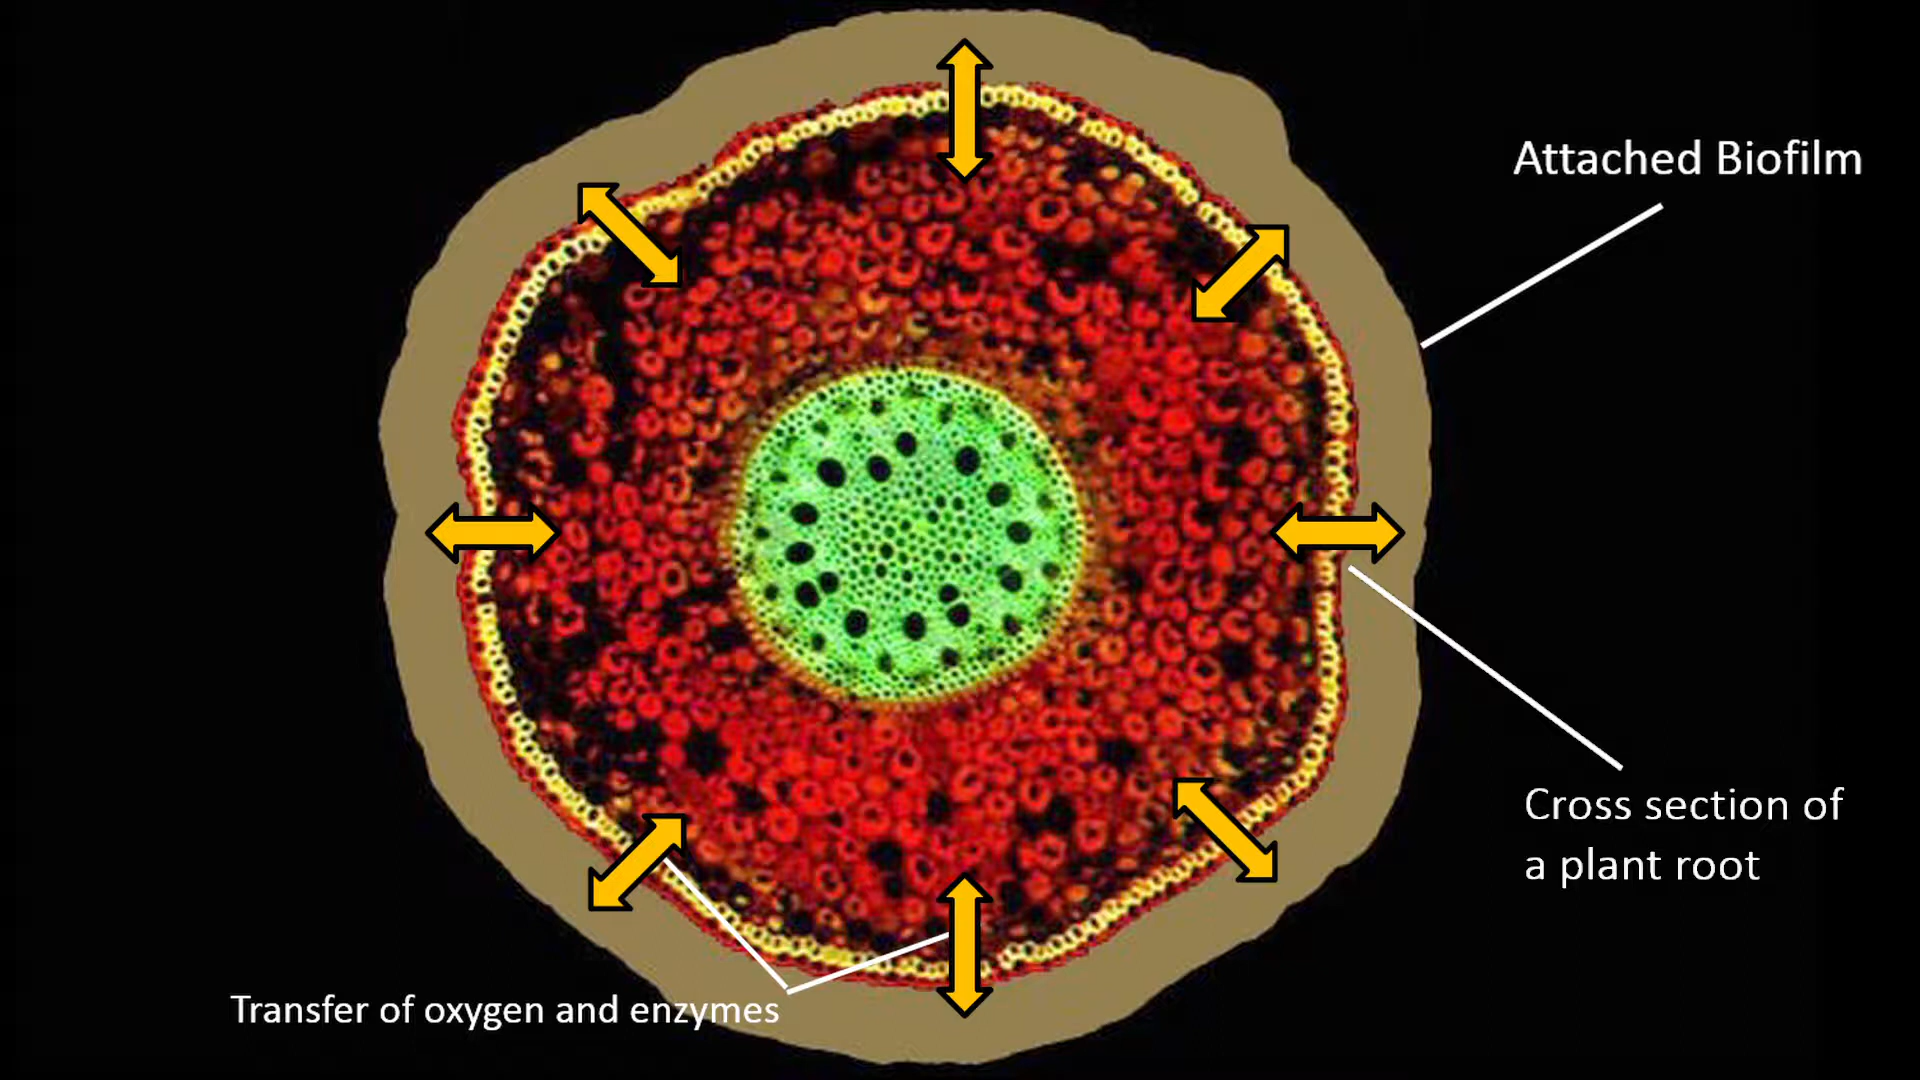 Attached Biofilm
Cross section of
a plant root
Transfer of oxygen and enzymes